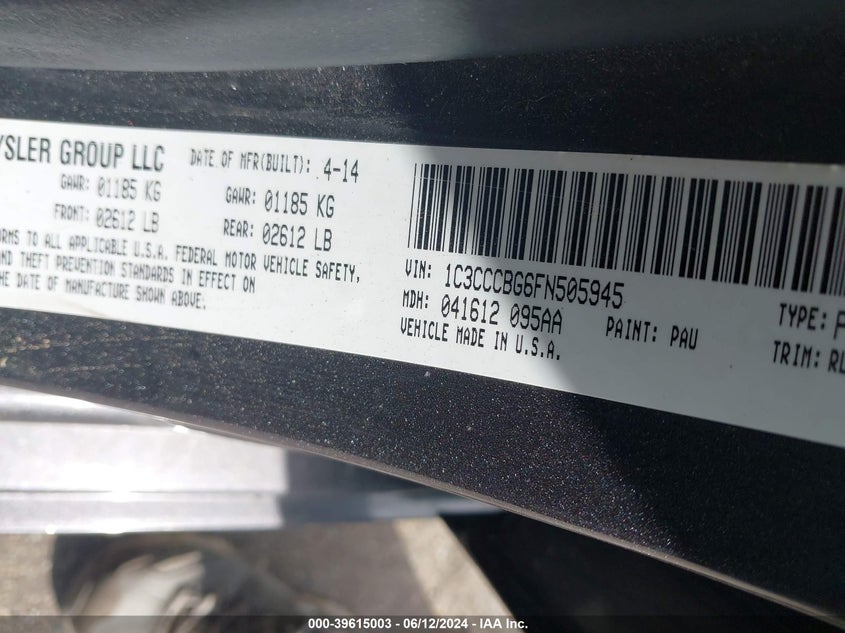 YSLER GROUP LLC DATE OF MFR(BUILT): 4-14
GAWR: 01185 KG GAWR: 01185 KG
FRONT: 02612 LB REAR: 02612 LB
TO ALL APPLICABLE U.S.A. FEDERAL MOTOR VEHICLE SAFETY,
THEFT PREVENTION STANDARDS IN EFFECT ON
DATE OF MANUFACTURE SHOWN ABOVE.
VIN: 1C3CCCBG6FN505945
MDH: 041612 095AA PAINT: PAU TYPE:
VEHICLE MADE IN U.S.A. TRIM:
000-39615003 - 06/12/2024 - IAA Inc.